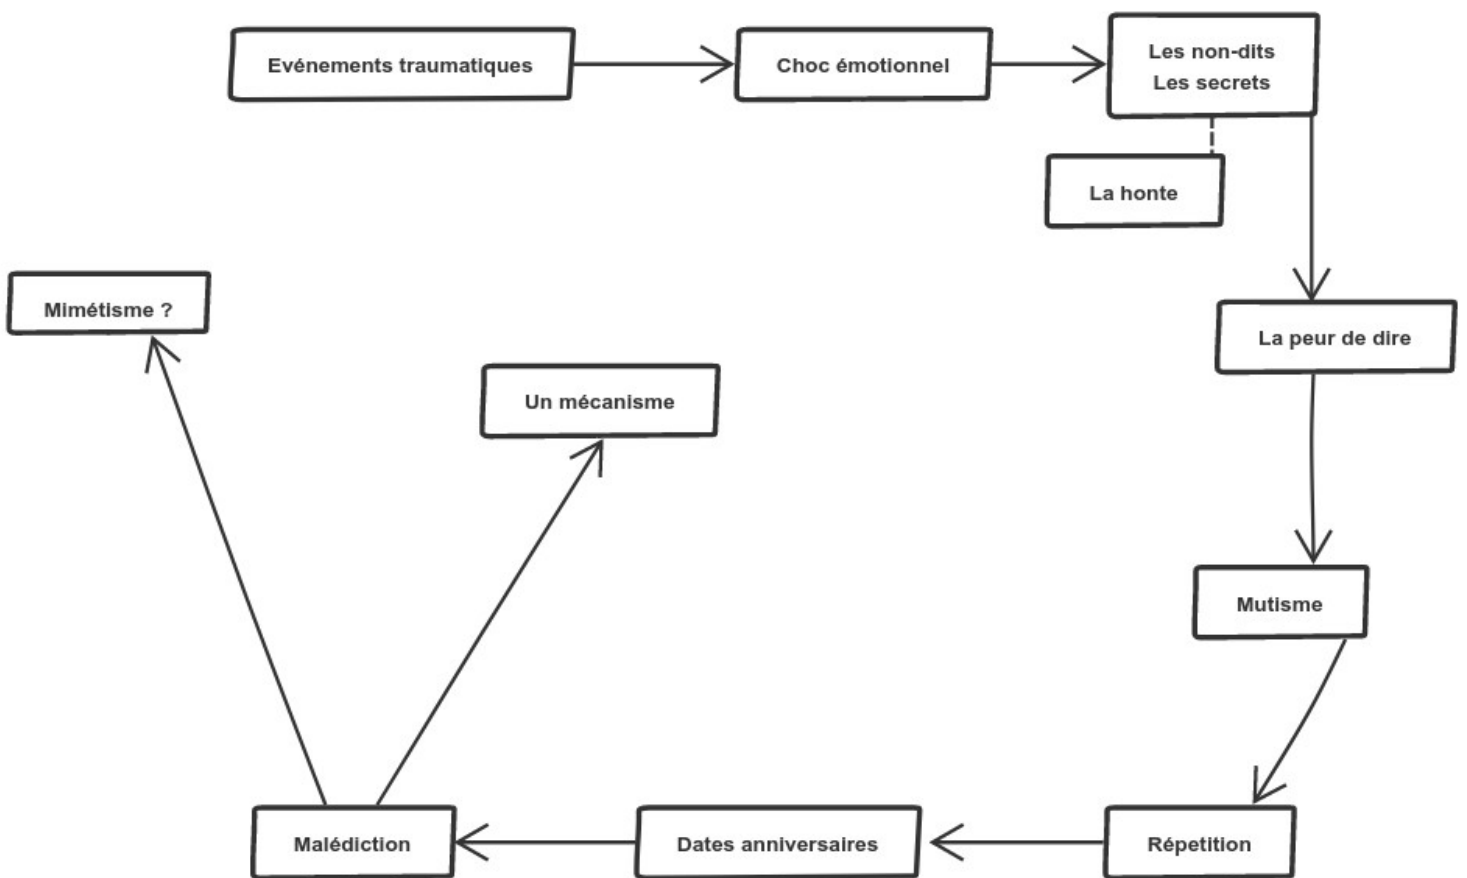 Evénements traumatiques
Choc émotionnel
Les non-dits
Les secrets
La honte
Mimétisme ?
La peur de dire
Un mécanisme
Mutisme
Malédiction
Dates anniversaires
Répetition